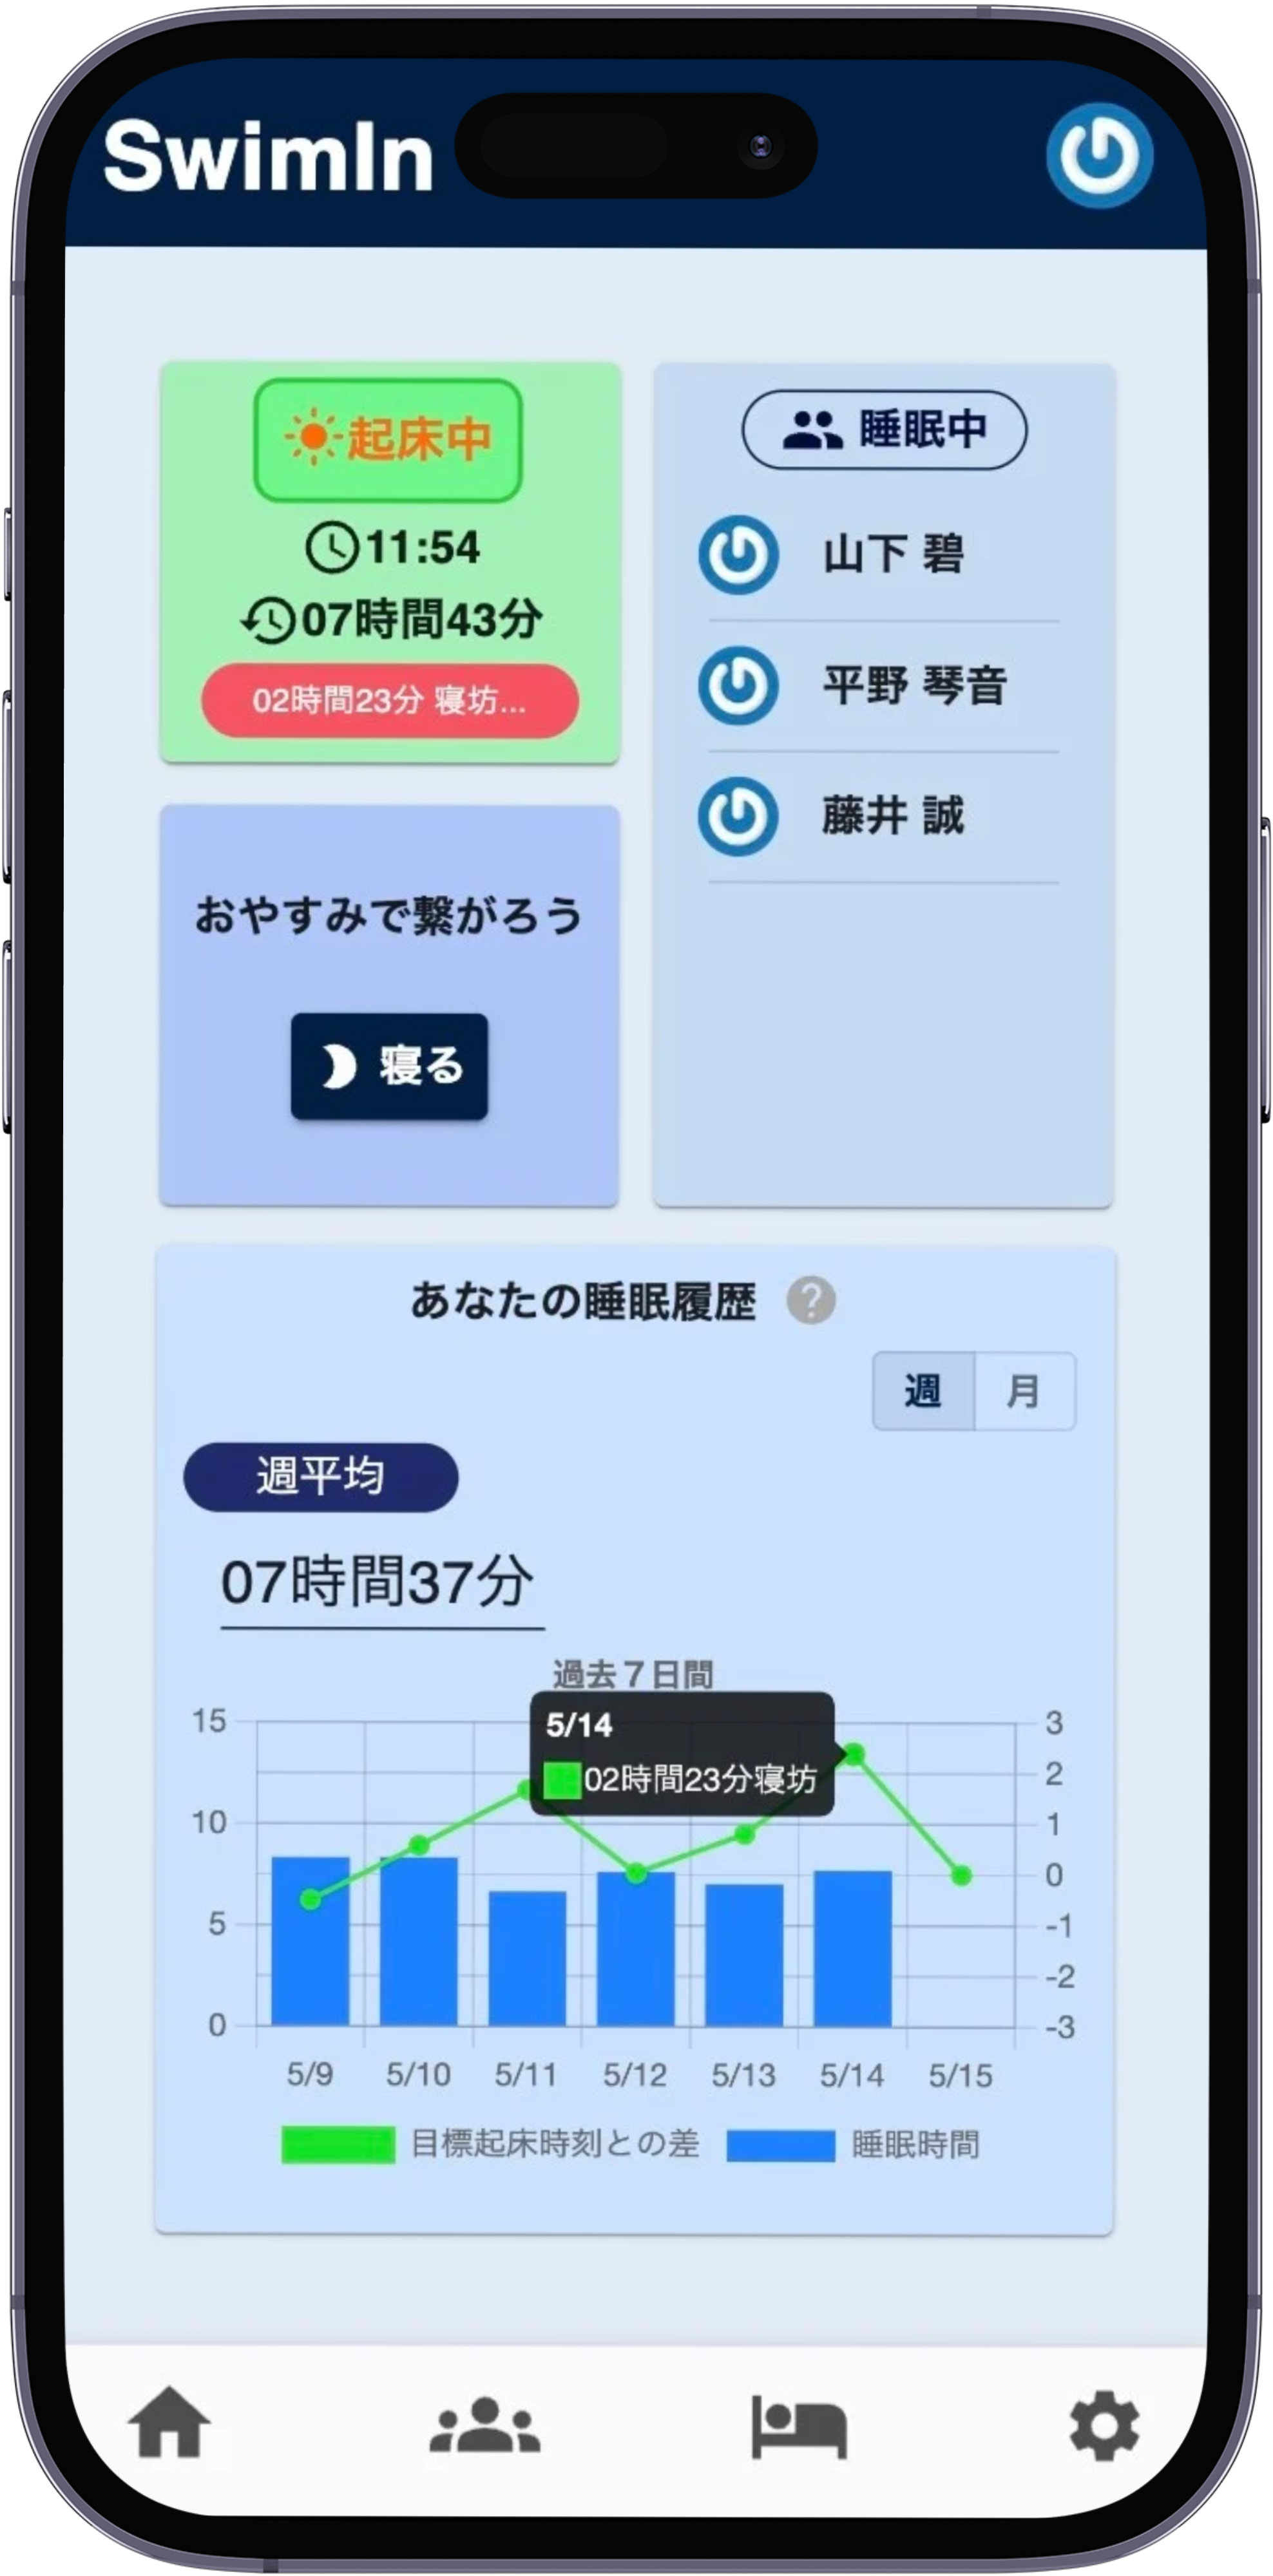 SwimIn
起床中
11:54
07時間43分
02時間23分 寝坊...
おやすみで繋がろう
寝る
睡眠中
山下 碧
平野 琴音
藤井 誠
あなたの睡眠履歴 ?
週 月
週平均
07時間37分
過去７日間
5/14
02時間23分寝坊
15
10
5
0
3
2
1
0
-1
-2
-3
5/9 5/10 5/11 5/12 5/13 5/14 5/15
目標起床時刻との差 睡眠時間